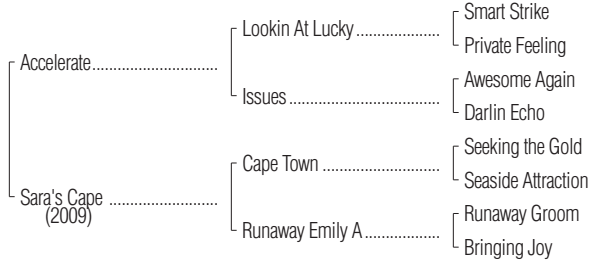 Smart Strike
Lookin At Lucky
Private Feeling
Accelerate
Awesome Again
Issues
Darlin Echo
Seeking the Gold
Cape Town
Seaside Attraction
Sara's Cape
(2009)
Runaway Groom
Runaway Emily A
Bringing Joy